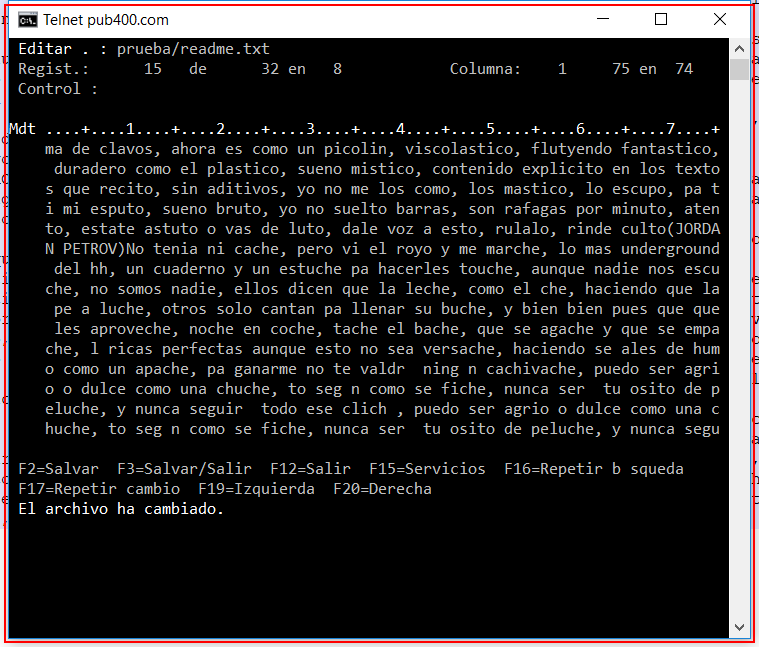 Telnet pub400.com
Editar . : prueba/readme.txt
Regist.: 15 de 32 en 8 Columna: 1 75 en 74
Control :
Mdt ....+....1....+....2....+....3....+....4....+....5....+....6....+....7....+
ma de clavos, ahora es como un picolin, viscolastico, flutyendo fantastico,
duradero como el plastico, sueno mistico, contenido explicito en los texto
s que recito, sin aditivos, yo no me los como, los mastico, lo escupo, pa t
i mi esputo, sueno bruto, yo no suelto barras, son rafagas por minuto, aten
to, estate astuto o vas de luto, dale voz a esto, rulalo, rinde culto(JORDA
N PETROV)No tenia ni cache, pero vi el royo y me marche, lo mas underground
del hh, un cuaderno y un estuche pa hacerles touche, aunque nadie nos escu
che, no somos nadie, ellos dicen que la leche, como el che, haciendo que la
pe a luche, otros solo cantan pa llenar su buche, y bien bien pues que que
les aproveche, noche en coche, tache el bache, que se agache y que se empa
che, l ricas perfectas aunque esto no sea versache, haciendo se ales de hum
o como un apache, pa ganarme no te valdr  ning n cachivache, puedo ser agri
o o dulce como una chuche, to seg n como se fiche, nunca ser  tu osito de p
eluche, y nunca seguir  todo ese clich , puedo ser agrio o dulce como una c
huche, to seg n como se fiche, nunca ser  tu osito de peluche, y nunca segu
F2=Salvar F3=Salvar/Salir F12=Salir F15=Servicios F16=Repetir b squeda
F17=Repetir cambio F19=Izquierda F20=Derecha
El archivo ha cambiado.